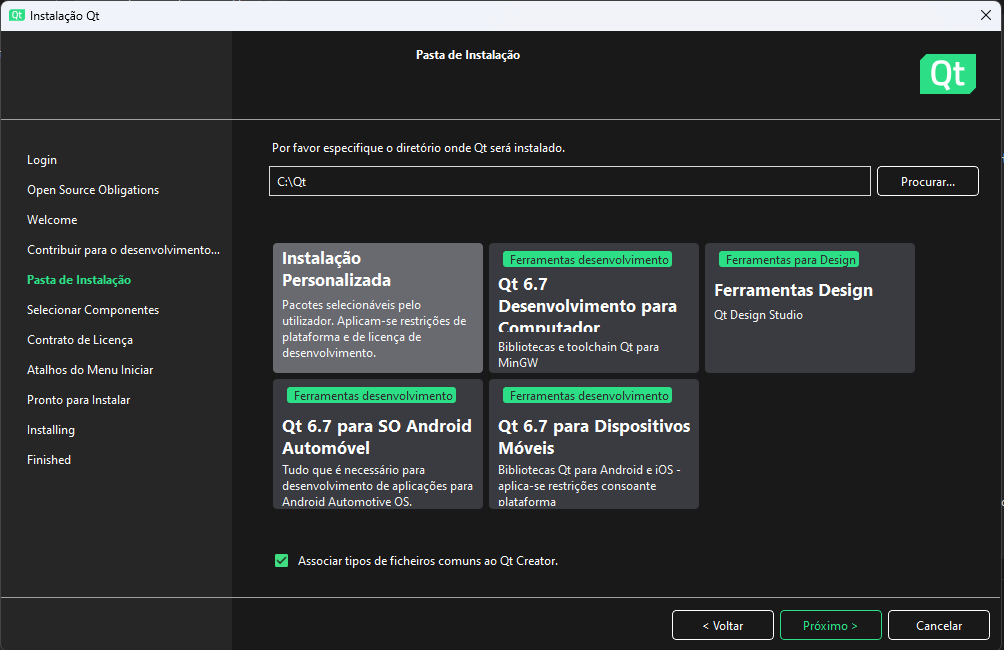 Qt Instalação Qt
Pasta de Instalação
Qt
Login
Open Source Obligations
Welcome
Contribuir para o desenvolvimento...
Pasta de Instalação
Selecionar Componentes
Contrato de Licença
Atalhos do Menu Iniciar
Pronto para Instalar
Installing
Finished
Por favor especifique o diretório onde Qt será instalado.
C:\Qt
Procurar...
Instalação
Personalizada
Pacotes selecionáveis pelo
utilizador. Aplicam-se restrições de
plataforma e de licença de
desenvolvimento.
Ferramentas desenvolvimento
Qt 6.7
Desenvolvimento para
Computador
Bibliotecas e toolchain Qt para
MinGW
Ferramentas para Design
Ferramentas Design
Qt Design Studio
Ferramentas desenvolvimento
Qt 6.7 para SO Android
Automóvel
Tudo que é necessário para
desenvolvimento de aplicações para
Android Automotive OS.
Ferramentas desenvolvimento
Qt 6.7 para Dispositivos
Móveis
Bibliotecas Qt para Android e iOS -
aplica-se restrições consoante
plataforma
Associar tipos de ficheiros comuns ao Qt Creator.
< Voltar
Próximo >
Cancelar